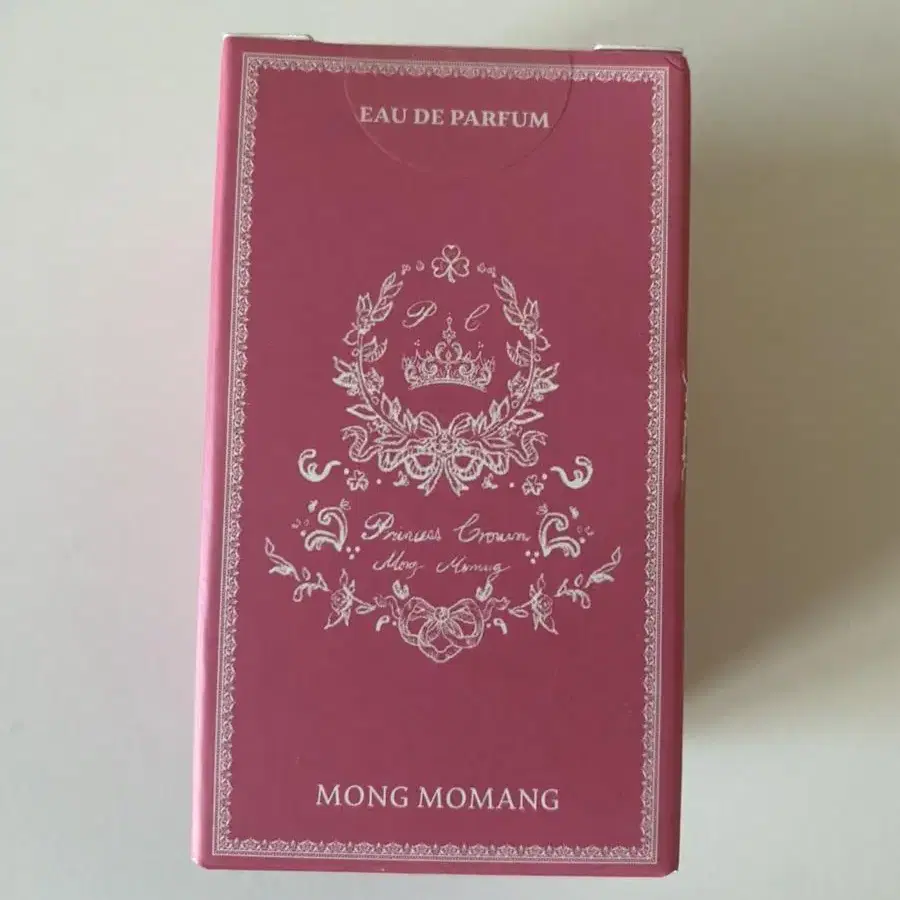 EAU DE PARFUM
P C
Princess Crown
Mong Momang
MONG MOMANG